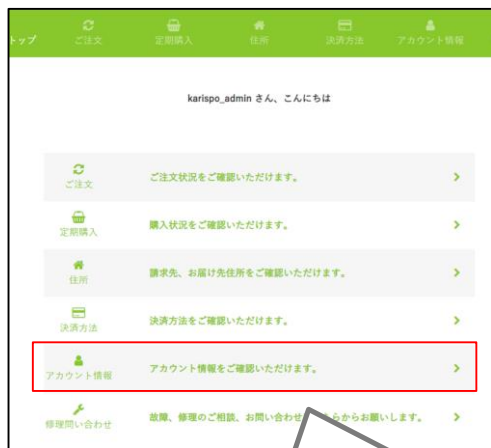 トップ ご注文 定期購入 住所 決済方法 アカウント情報
karispo_admin さん、こんにちは
ご注文 ご注文状況をご確認いただけます。
定期購入 購入状況をご確認いただけます。
住所 請求先、お届け先住所をご確認いただけます。
決済方法 決済方法をご確認いただけます。
アカウント情報 アカウント情報をご確認いただけます。
修理問い合わせ 故障、修理のご相談、お問い合わせ らからお願いします。